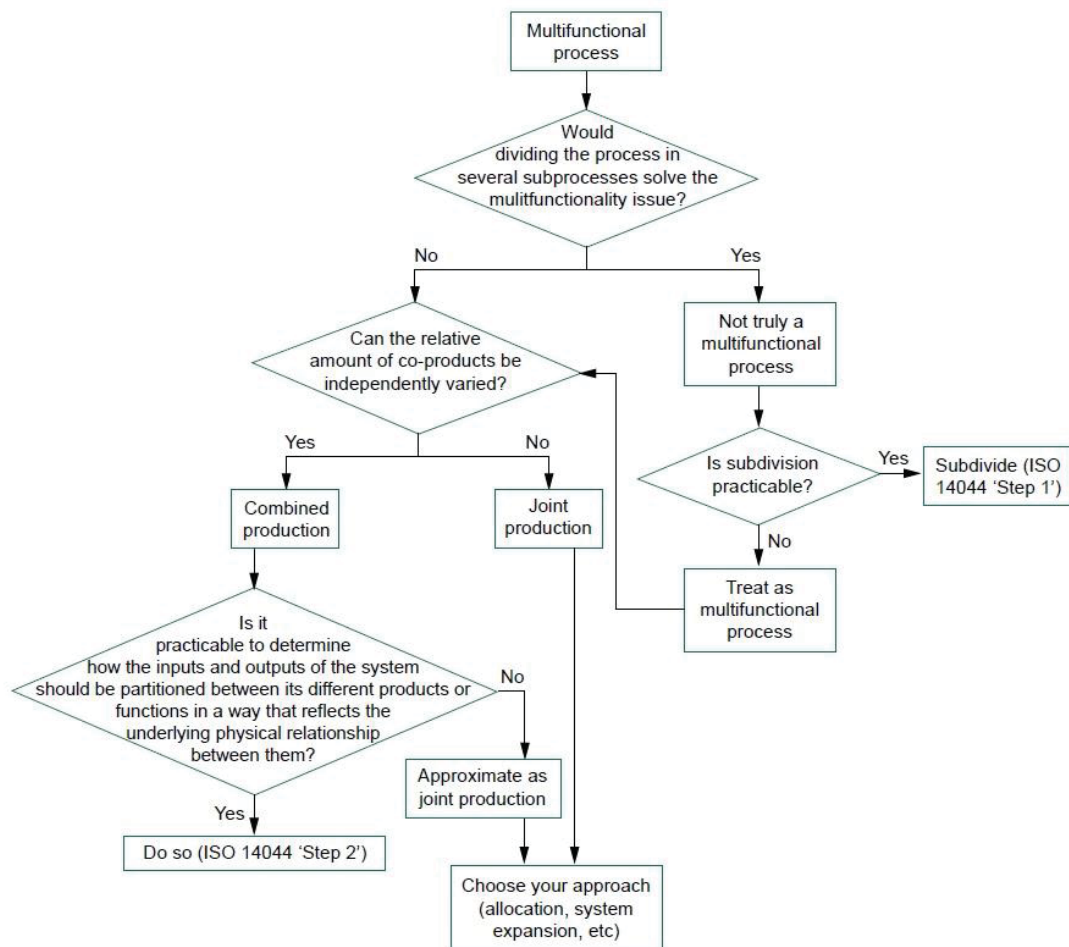 Multifunctional
process
Would
dividing the process in
several subprocesses solve the
mulitfunctionality issue?
No
Yes
Can the relative
amount of co-products be
independently varied?
Not truly a
multifunctional
process
Yes
No
Is subdivision
practicable?
Yes
Subdivide (ISO
14044 ‘Step 1’)
Combined
production
Joint
production
No
Treat as
multifunctional
process
Is it
practicable to determine
how the inputs and outputs of the system
should be partitioned between its different products or
functions in a way that reflects the
underlying physical relationship
between them?
No
Approximate as
joint production
Yes
Do so (ISO 14044 ‘Step 2’)
Choose your approach
(allocation, system
expansion, etc)